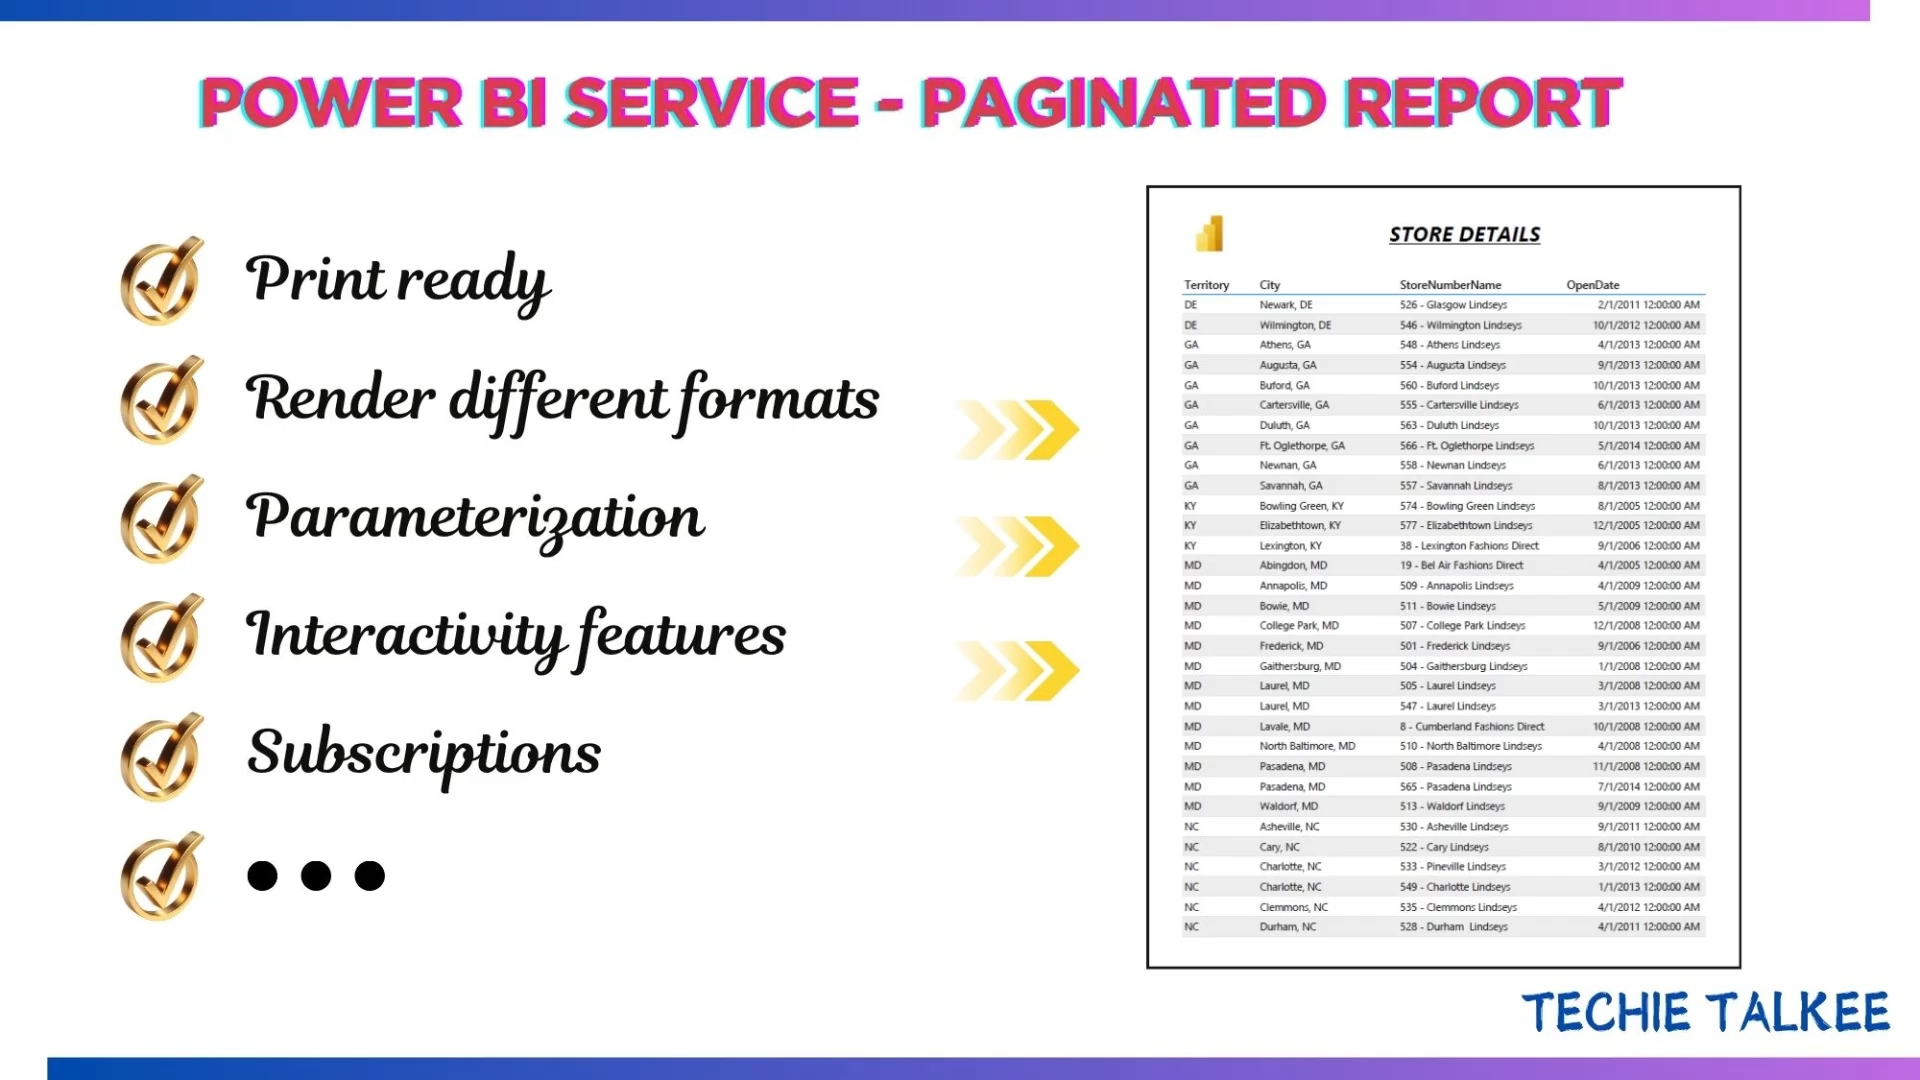 POWER BI SERVICE - PAGINATED REPORT
Print ready
Render different formats
Parameterization
Interactivity features
Subscriptions
• • •
STORE DETAILS
Territory City StoreNumberName OpenDate
DE Newark, DE 526 - Glasgow Lindseys 2/1/2011 12:00:00 AM
DE Wilmington, DE 546 - Wilmington Lindseys 10/1/2012 12:00:00 AM
GA Athens, GA 548 - Athens Lindseys 4/1/2013 12:00:00 AM
GA Augusta, GA 554 - Augusta Lindseys 9/1/2013 12:00:00 AM
GA Buford, GA 560 - Buford Lindseys 10/1/2013 12:00:00 AM
GA Cartersville, GA 555 - Cartersville Lindseys 6/1/2013 12:00:00 AM
GA Duluth, GA 563 - Duluth Lindseys 10/1/2013 12:00:00 AM
GA Ft. Oglethorpe, GA 566 - Ft. Oglethorpe Lindseys 5/1/2014 12:00:00 AM
GA Newnan, GA 558 - Newnan Lindseys 6/1/2013 12:00:00 AM
GA Savannah, GA 557 - Savannah Lindseys 8/1/2013 12:00:00 AM
KY Bowling Green, KY 574 - Bowling Green Lindseys 8/1/2005 12:00:00 AM
KY Elizabethtown, KY 577 - Elizabethtown Lindseys 12/1/2005 12:00:00 AM
KY Lexington, KY 38 - Lexington Fashions Direct 9/1/2006 12:00:00 AM
MD Abingdon, MD 19 - Bel Air Fashions Direct 4/1/2005 12:00:00 AM
MD Annapolis, MD 509 - Annapolis Lindseys 4/1/2009 12:00:00 AM
MD Bowie, MD 511 - Bowie Lindseys 5/1/2009 12:00:00 AM
MD College Park, MD 507 - College Park Lindseys 12/1/2008 12:00:00 AM
MD Frederick, MD 501 - Frederick Lindseys 9/1/2006 12:00:00 AM
MD Gaithersburg, MD 504 - Gaithersburg Lindseys 1/1/2008 12:00:00 AM
MD Laurel, MD 505 - Laurel Lindseys 3/1/2008 12:00:00 AM
MD Laurel, MD 547 - Laurel Lindseys 3/1/2013 12:00:00 AM
MD Lavale, MD 8 - Cumberland Fashions Direct 10/1/2008 12:00:00 AM
MD North Baltimore, MD 510 - North Baltimore Lindseys 4/1/2008 12:00:00 AM
MD Pasadena, MD 508 - Pasadena Lindseys 11/1/2008 12:00:00 AM
MD Pasadena, MD 565 - Pasadena Lindseys 7/1/2014 12:00:00 AM
MD Waldorf, MD 513 - Waldorf Lindseys 9/1/2009 12:00:00 AM
NC Asheville, NC 530 - Asheville Lindseys 9/1/2011 12:00:00 AM
NC Cary, NC 522 - Cary Lindseys 8/1/2010 12:00:00 AM
NC Charlotte, NC 533 - Pineville Lindseys 3/1/2012 12:00:00 AM
NC Charlotte, NC 549 - Charlotte Lindseys 1/1/2013 12:00:00 AM
NC Clemmons, NC 535 - Clemmons Lindseys 4/1/2012 12:00:00 AM
NC Durham, NC 528 - Durham Lindseys 4/1/2011 12:00:00 AM
TECHIE TALKEE